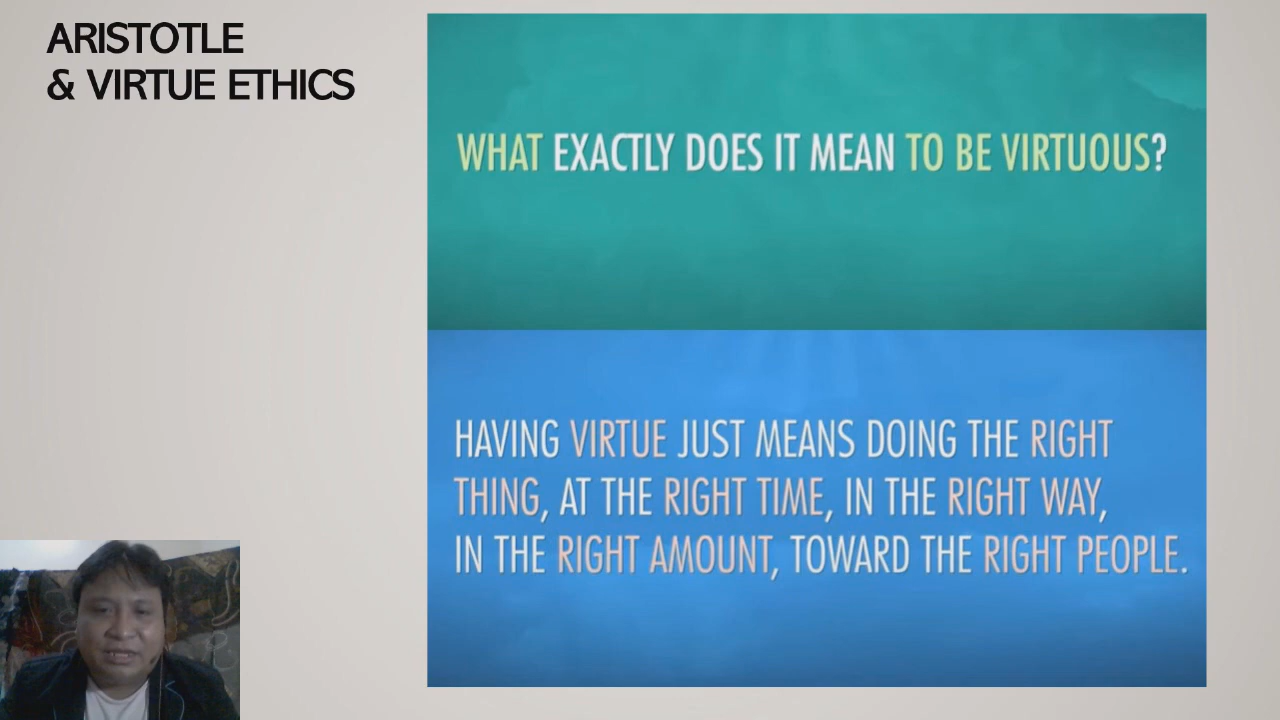 ARISTOTLE
& VIRTUE ETHICS
WHAT EXACTLY DOES IT MEAN TO BE VIRTUOUS?
HAVING VIRTUE JUST MEANS DOING THE RIGHT
THING, AT THE RIGHT TIME, IN THE RIGHT WAY,
IN THE RIGHT AMOUNT, TOWARD THE RIGHT PEOPLE.